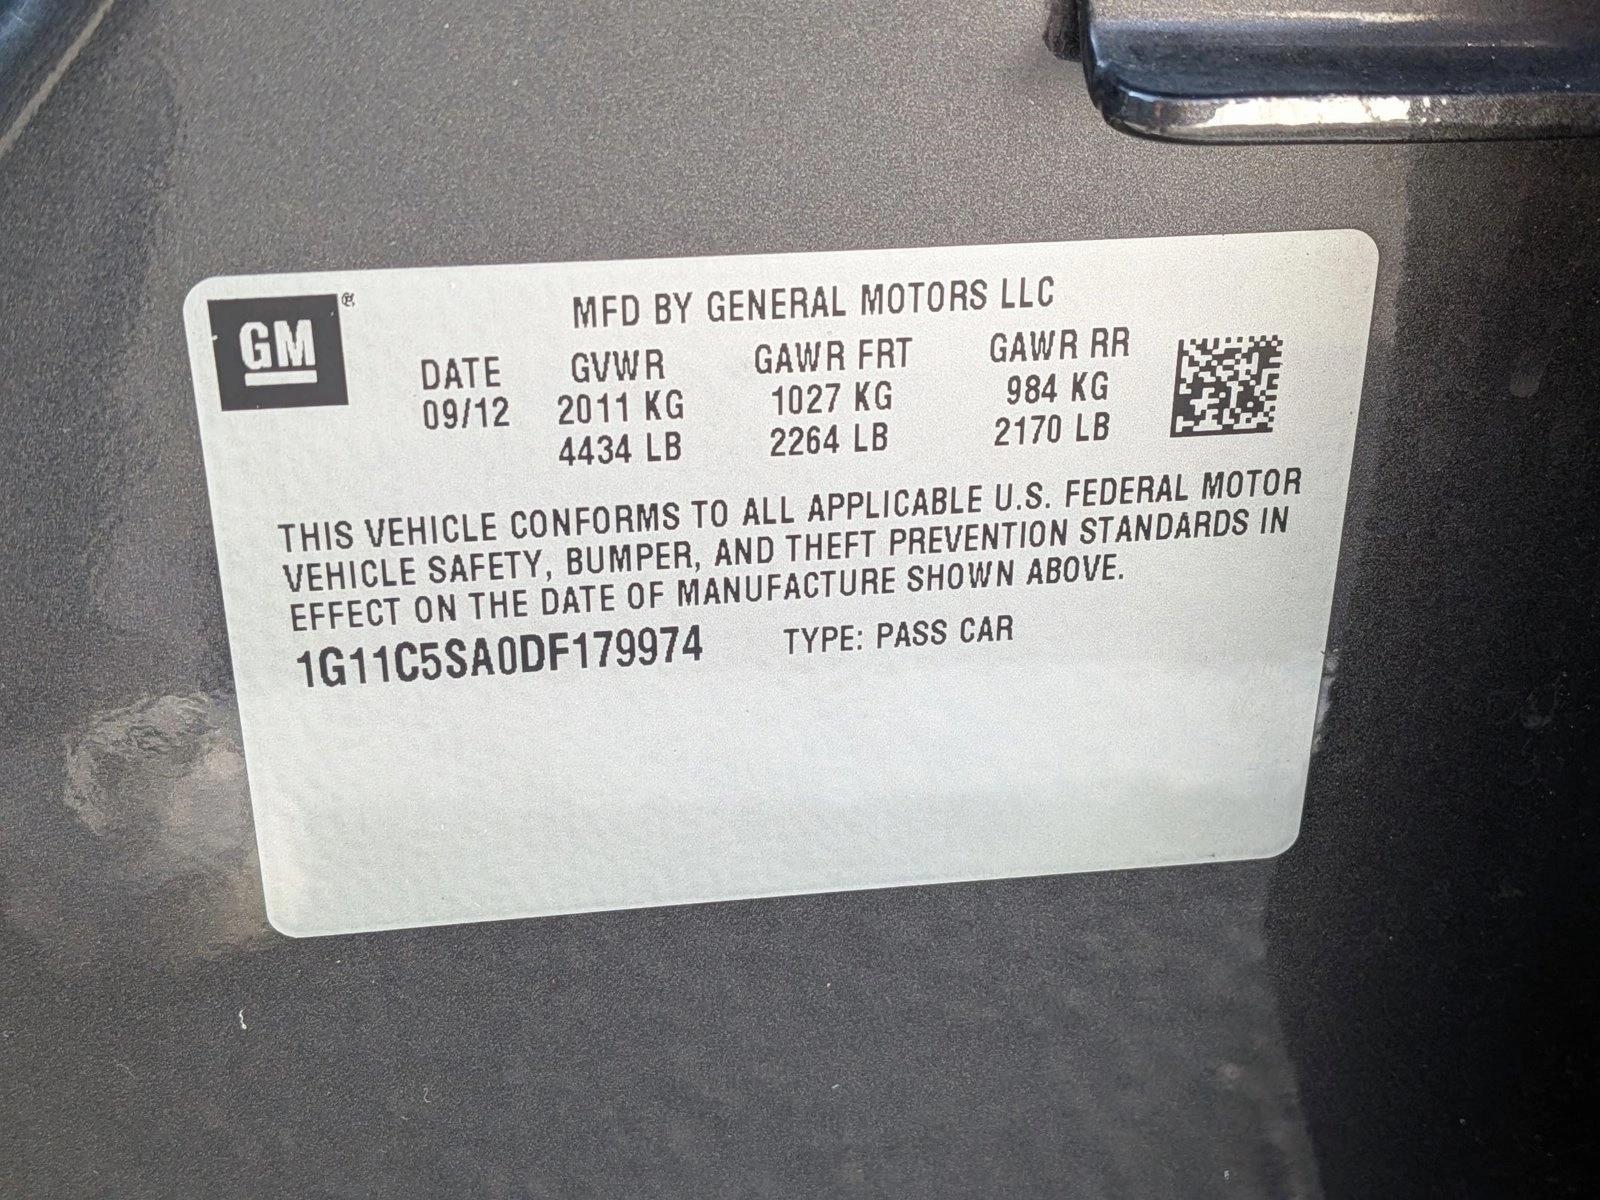 GM ®
MFD BY GENERAL MOTORS LLC
DATE GVWR GAWR FRT GAWR RR
09/12 2011 KG 1027 KG 984 KG
4434 LB 2264 LB 2170 LB
THIS VEHICLE CONFORMS TO ALL APPLICABLE U.S. FEDERAL MOTOR
VEHICLE SAFETY, BUMPER, AND THEFT PREVENTION STANDARDS IN
EFFECT ON THE DATE OF MANUFACTURE SHOWN ABOVE.
1G11C5SA0DF179974 TYPE: PASS CAR